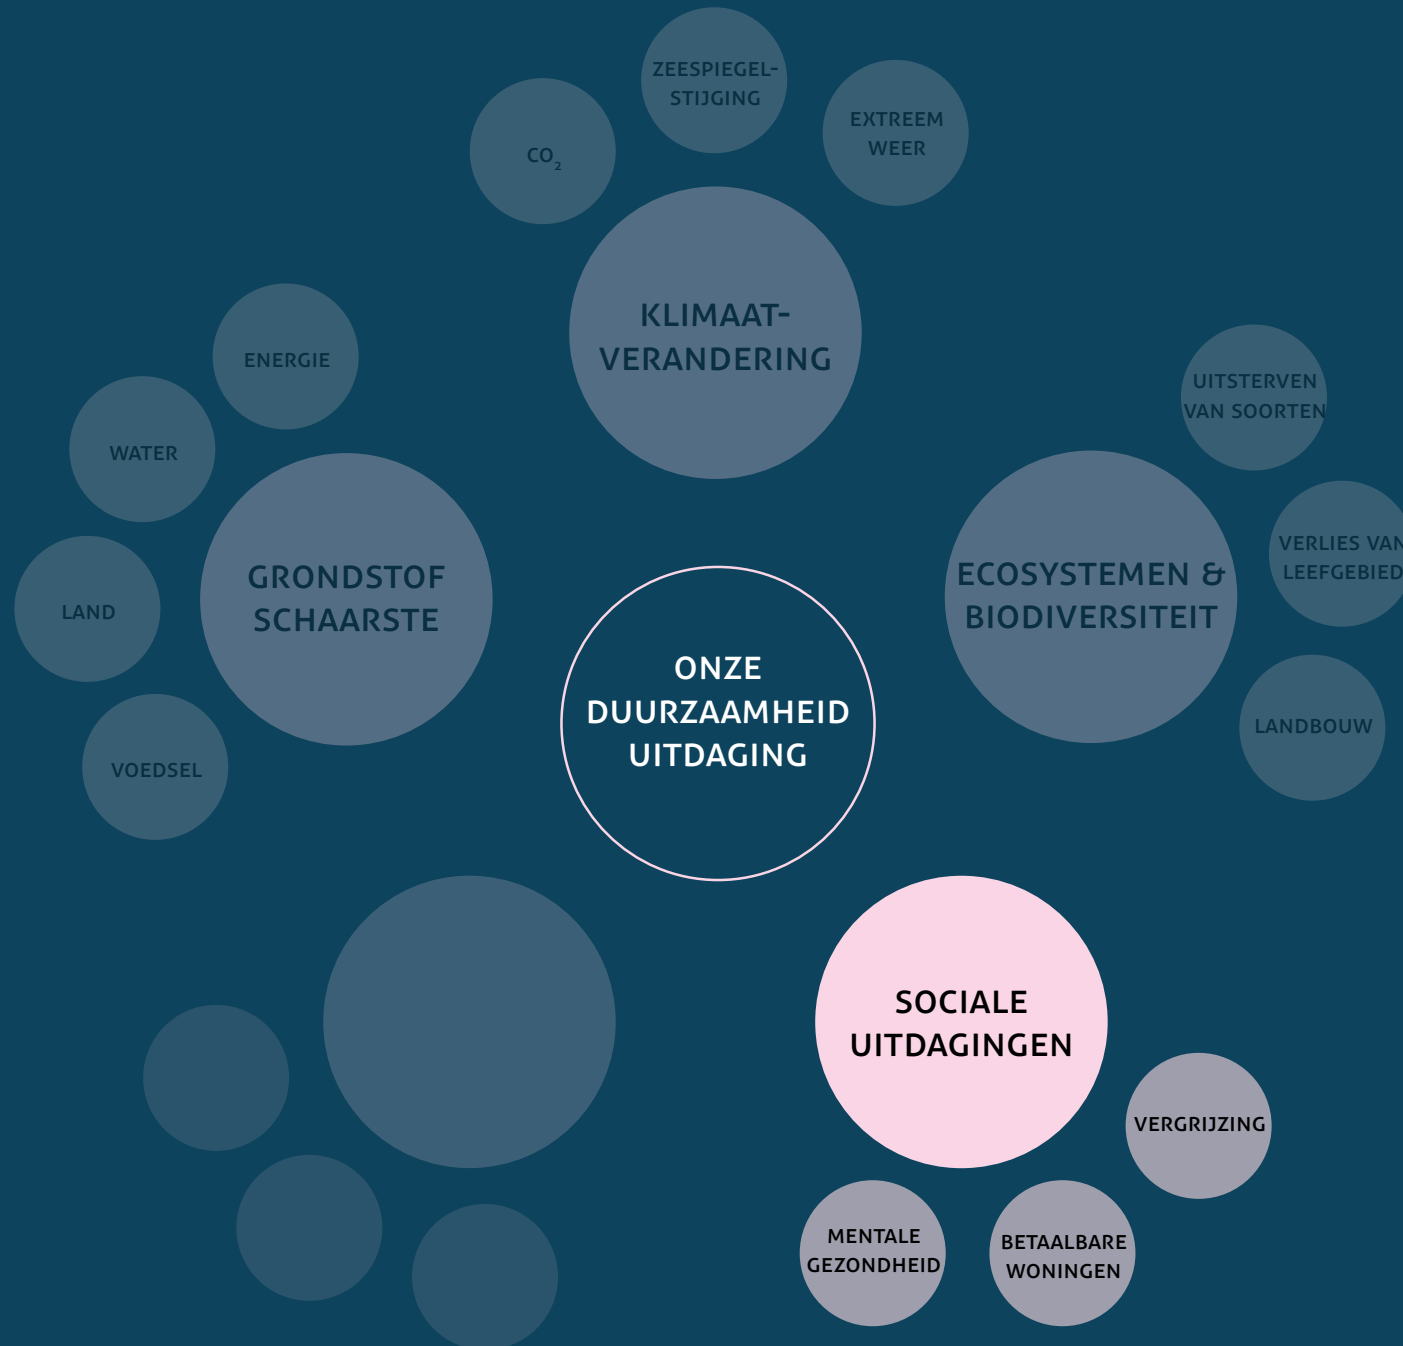 ZEESPIEGEL-
STIJGING
EXTREEM
WEER
CO₂
KLIMAAT-
VERANDERING
ENERGIE
WATER
GRONDSTOF
SCHAARSTE
LAND
VOEDSEL
UITSTERVEN
VAN SOORTEN
VERLIES VAN
LEEFGEBIED
ECOSYSTEMEN &
BIODIVERSITEIT
LANDBOUW
ONZE
DUURZAAMHEID
UITDAGING
SOCIALE
UITDAGINGEN
VERGRIJZING
MENTALE
GEZONDHEID
BETAALBARE
WONINGEN